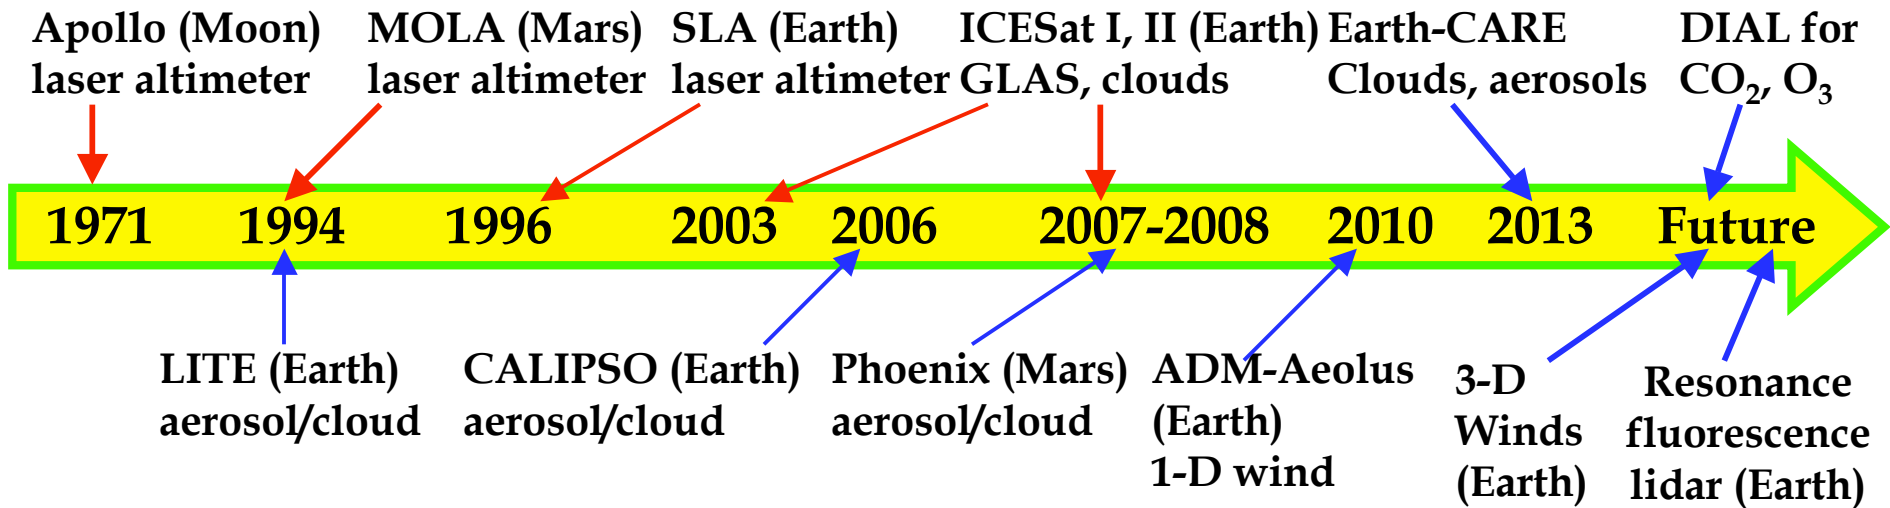 Apollo (Moon)
laser altimeter
MOLA (Mars)
laser altimeter
SLA (Earth)
laser altimeter
ICESat I, II (Earth)
GLAS, clouds
Earth-CARE
Clouds, aerosols
DIAL for
CO₂, O₃
1971 1994 1996 2003 2006 2007-2008 2010 2013 Future
LITE (Earth)
aerosol/cloud
CALIPSO (Earth)
aerosol/cloud
Phoenix (Mars)
aerosol/cloud
ADM-Aeolus
(Earth)
1-D wind
3-D
Winds
(Earth)
Resonance
fluorescence
lidar (Earth)